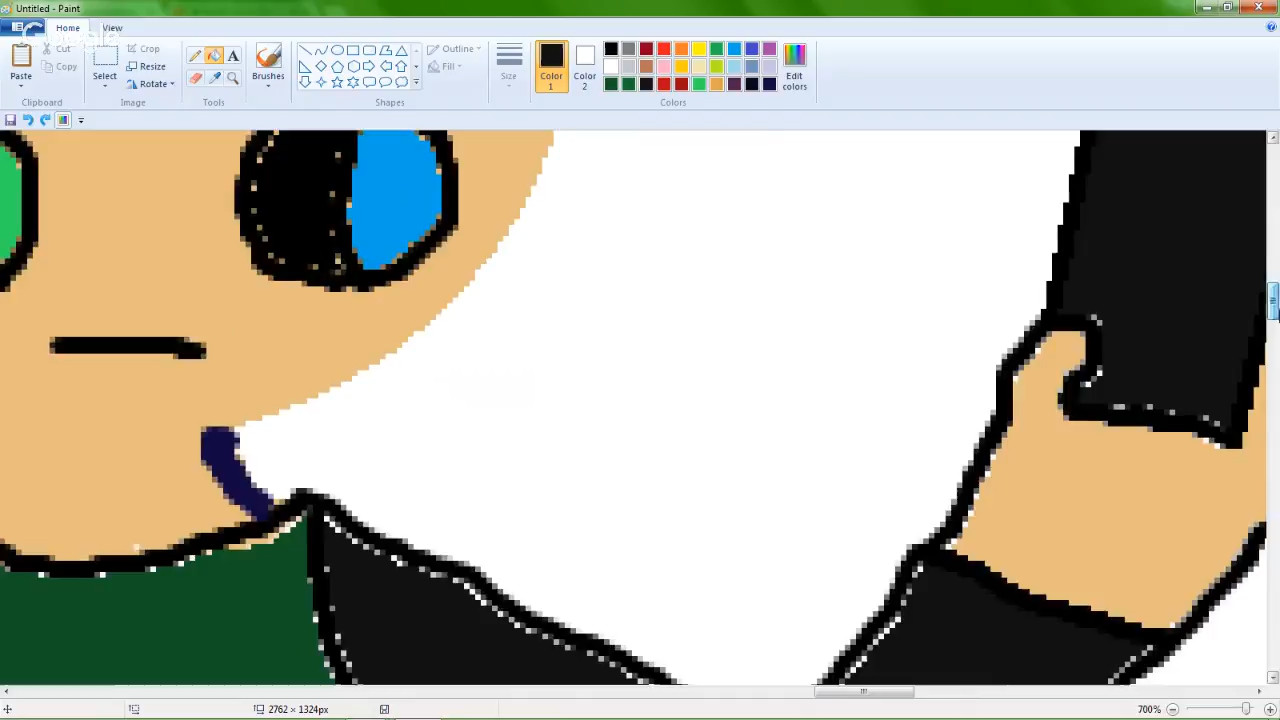 Untitled - Paint
Home View
Paste
Cut
Copy
Clipboard
Select
Crop
Resize
Rotate
Image
A
Tools
Brushes
Outline
Fill
Shapes
Size
Color 1
Color 2
Edit colors
Colors
2762 × 1324px
700%